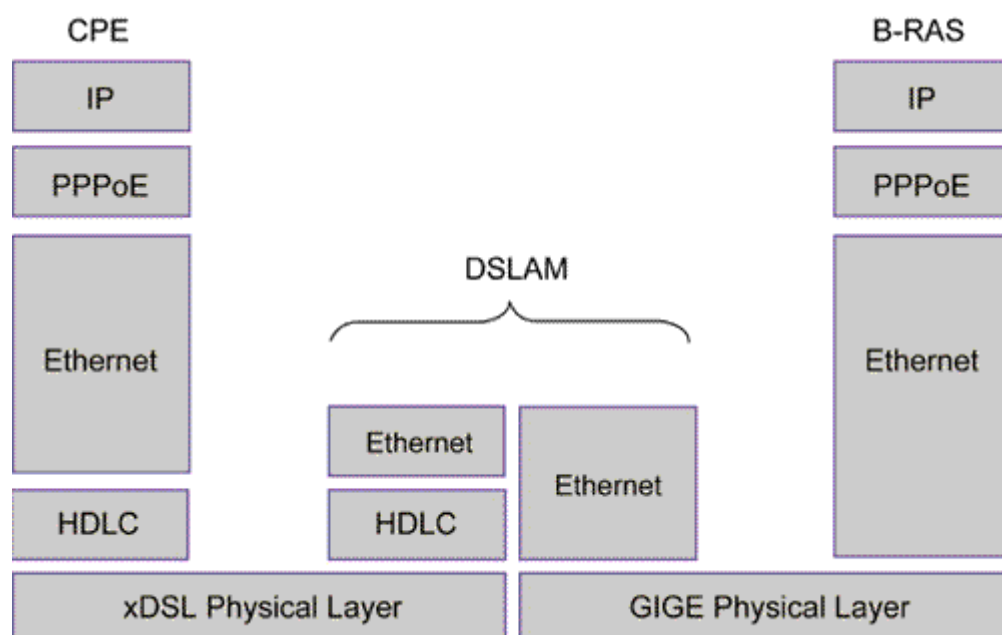 CPE
B-RAS
IP
IP
PPPoE
PPPoE
DSLAM
Ethernet
Ethernet
Ethernet
Ethernet
HDLC
HDLC
xDSL Physical Layer
GIGE Physical Layer